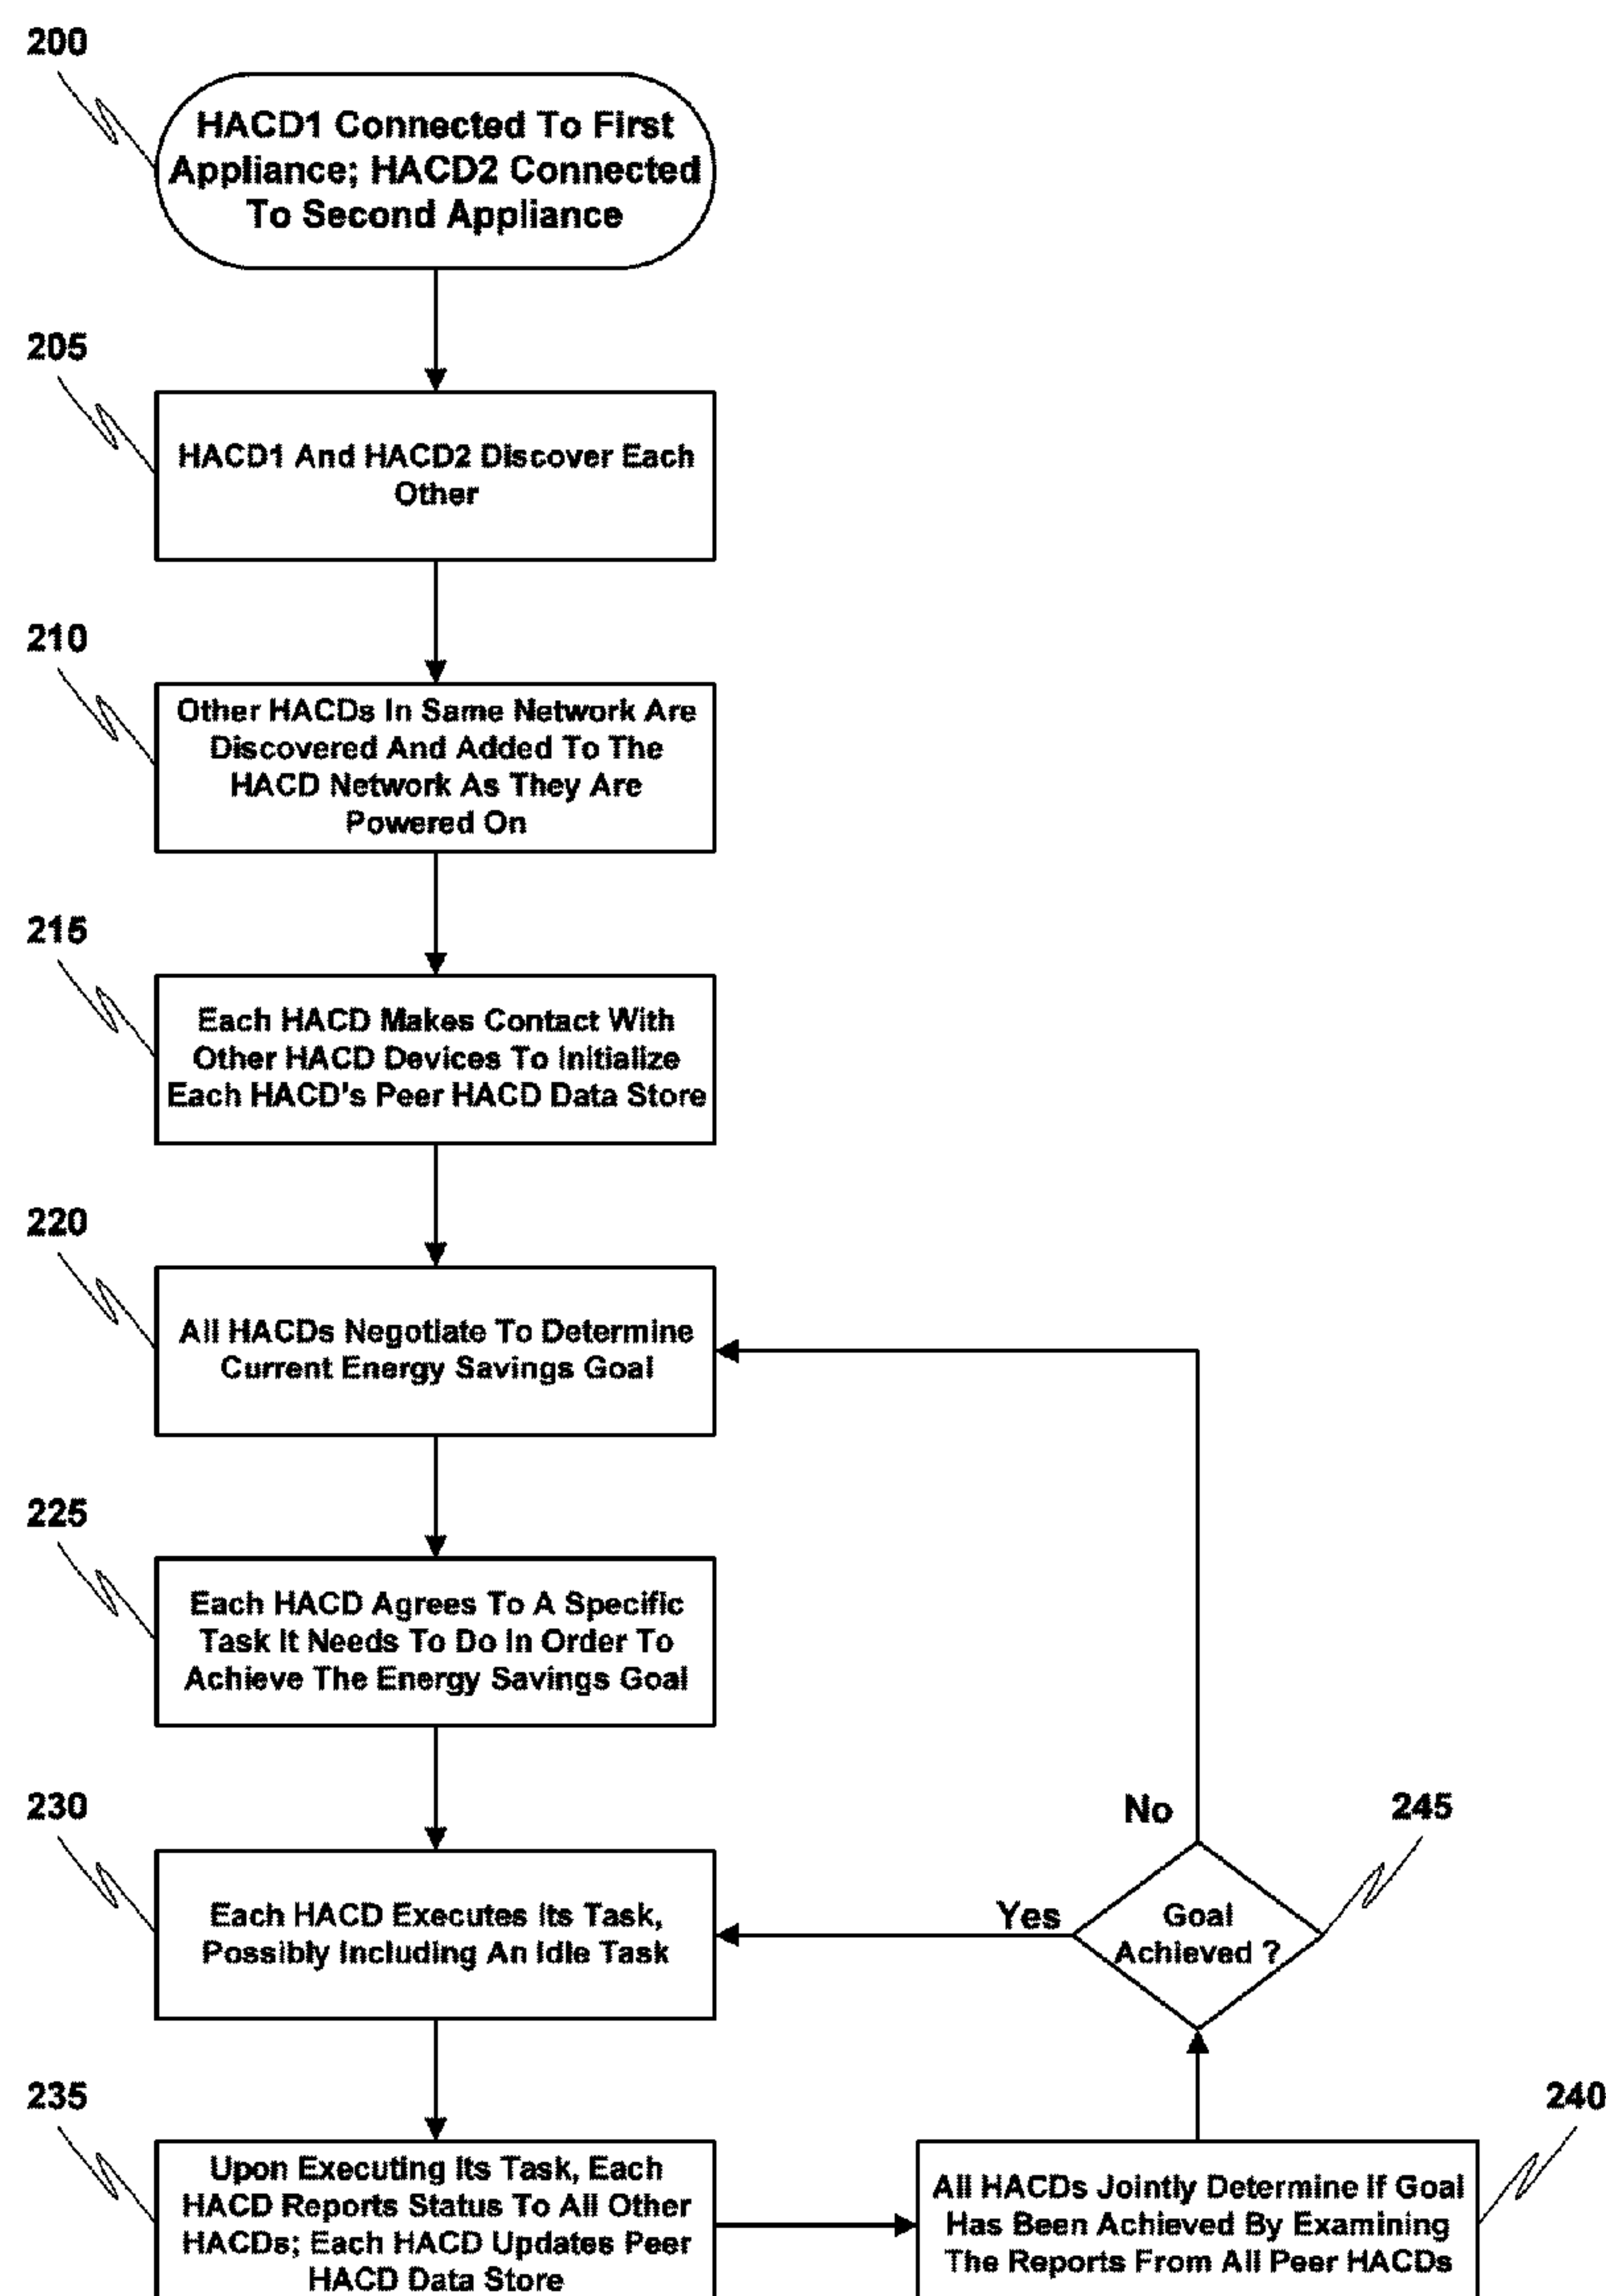 200
HACD1 Connected To First
Appliance; HACD2 Connected
To Second Appliance
205
HACD1 And HACD2 Discover Each
Other
210
Other HACDs In Same Network Are
Discovered And Added To The
HACD Network As They Are
Powered On
215
Each HACD Makes Contact With
Other HACD Devices To Initialize
Each HACD's Peer HACD Data Store
220
All HACDs Negotiate To Determine
Current Energy Savings Goal
225
Each HACD Agrees To A Specific
Task It Needs To Do In Order To
Achieve The Energy Savings Goal
230
Each HACD Executes Its Task,
Possibly Including An Idle Task
No
245
Yes
Goal
Achieved ?
235
Upon Executing Its Task, Each
HACD Reports Status To All Other
HACDs; Each HACD Updates Peer
HACD Data Store
240
All HACDs Jointly Determine If Goal
Has Been Achieved By Examining
The Reports From All Peer HACDs